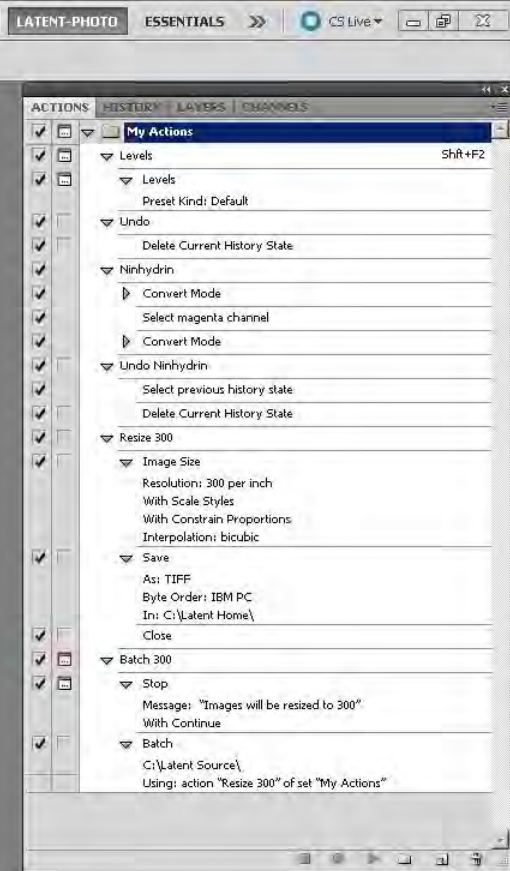 LATENT-PHOTO ESSENTIALS CS Live
ACTIONS HISTORY LAYERS CHANNELS
My Actions
Levels Shft+F2
Levels
Preset Kind: Default
Undo
Delete Current History State
Ninhydrin
Convert Mode
Select magenta channel
Convert Mode
Undo Ninhydrin
Select previous history state
Delete Current History State
Resize 300
Image Size
Resolution: 300 per inch
With Scale Styles
With Constrain Proportions
Interpolation: bicubic
Save
As: TIFF
Byte Order: IBM PC
In: C:\Latent Home\
Close
Batch 300
Stop
Message: "Images will be resized to 300"
With Continue
Batch
C:\Latent Source\
Using: action "Resize 300" of set "My Actions"